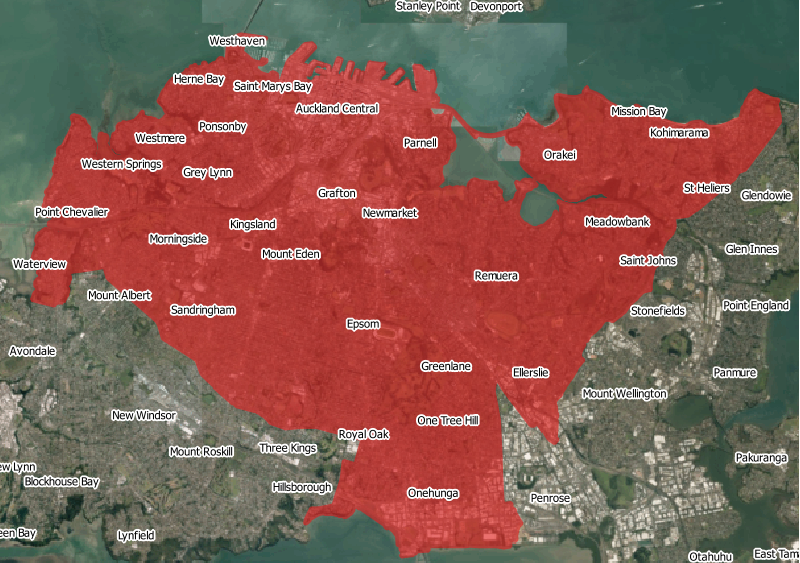 Stanley Point
Devonport
Westhaven
Herne Bay
Saint Marys Bay
Auckland Central
Mission Bay
Kohimarama
Ponsonby
Westmere
Parnell
Orakei
Western Springs
Grey Lynn
Grafton
St Heliers
Glendowie
Point Chevalier
Newmarket
Kingsland
Meadowbank
Morningside
Mount Eden
Glen Innes
Waterview
Saint Johns
Remuera
Mount Albert
Sandringham
Stonefields
Point England
Epsom
Avondale
Greenlane
Ellerslie
Panmure
Mount Wellington
New Windsor
One Tree Hill
Royal Oak
Three Kings
Mount Roskill
Pakuranga
ew Lynn
Blockhouse Bay
Hillsborough
Onehunga
Penrose
een Bay
Lynfield
Otahuhu
East Tam